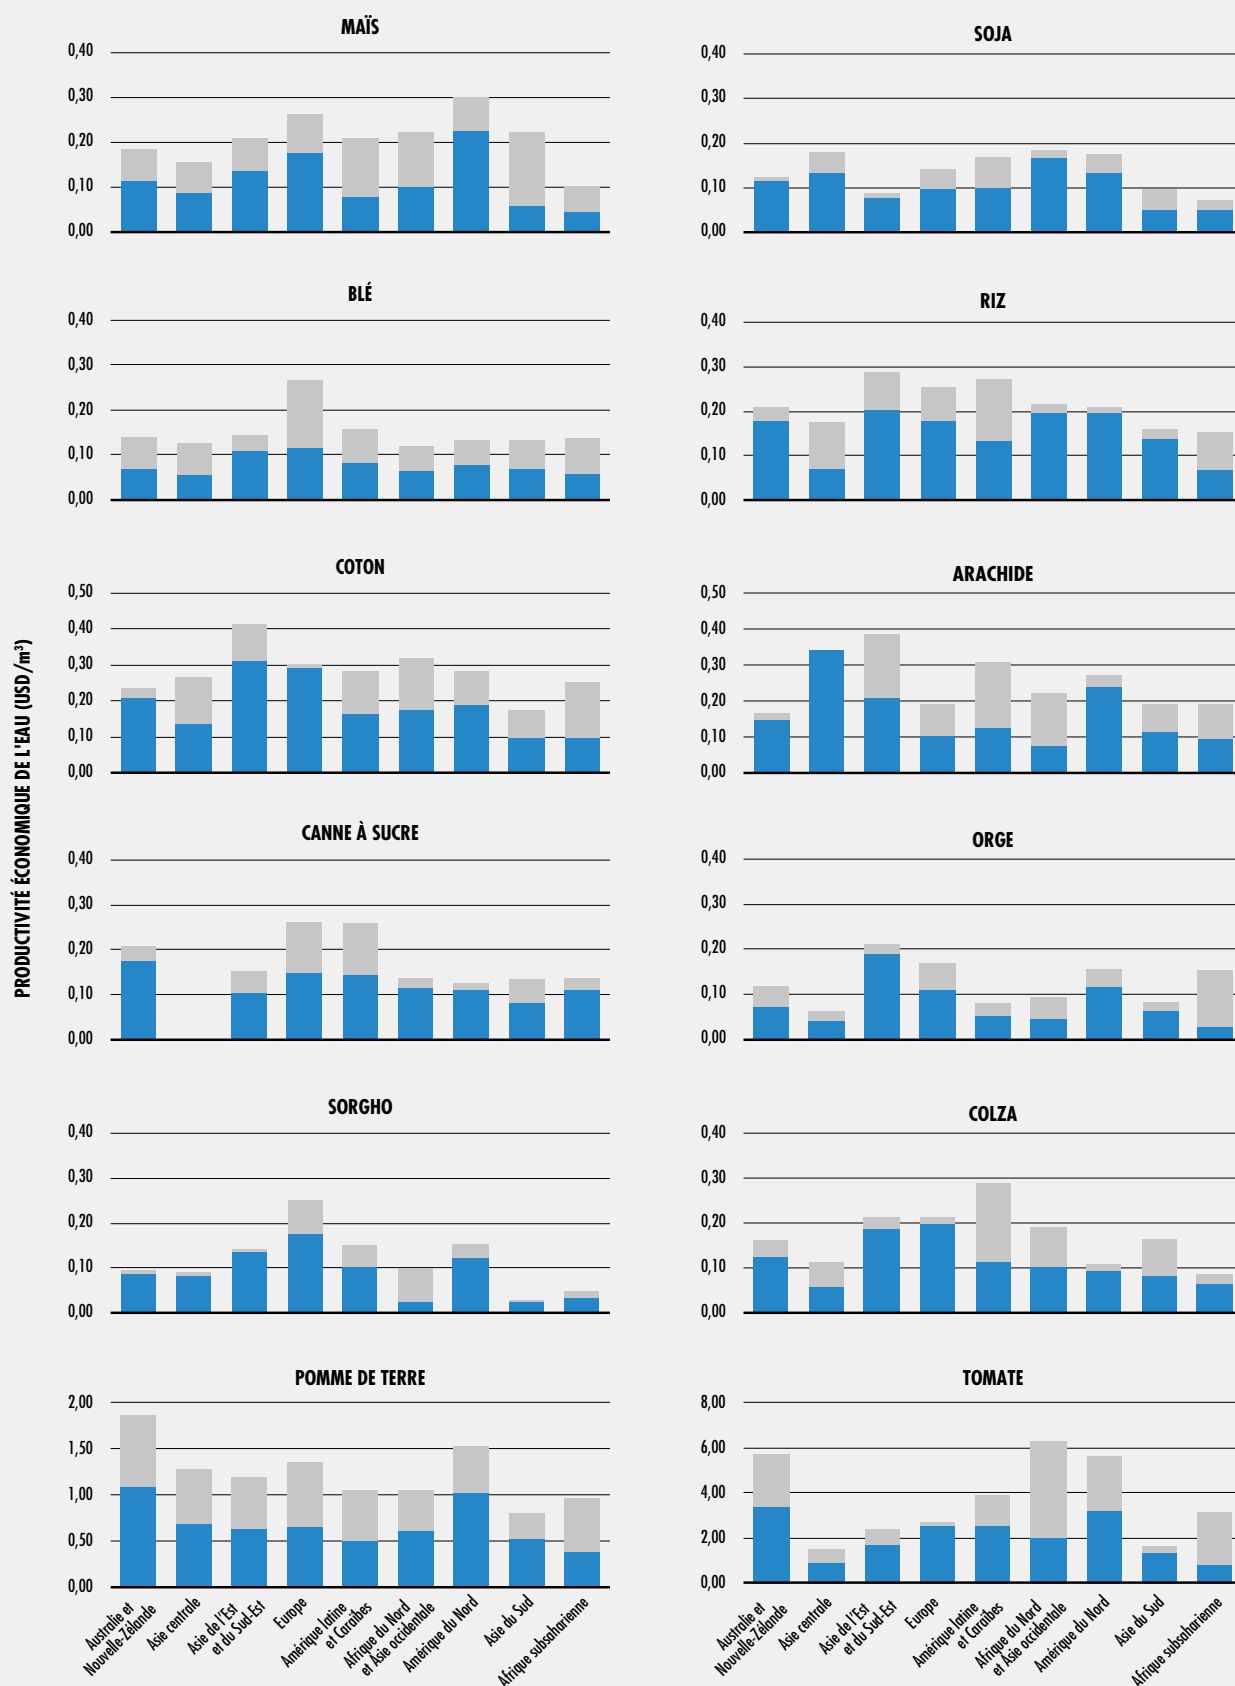 PRODUCTIVITÉ ÉCONOMIQUE DE L'EAU (USD/m³)
MAÏS
0,40
0,30
0,20
0,10
0,00
SOJA
0,40
0,30
0,20
0,10
0,00
BLÉ
0,40
0,30
0,20
0,10
0,00
RIZ
0,40
0,30
0,20
0,10
0,00
COTON
0,50
0,40
0,30
0,20
0,10
0,00
ARACHIDE
0,50
0,40
0,30
0,20
0,10
0,00
CANNE À SUCRE
0,40
0,30
0,20
0,10
0,00
ORGE
0,40
0,30
0,20
0,10
0,00
SORGHO
0,40
0,30
0,20
0,10
0,00
COLZA
0,40
0,30
0,20
0,10
0,00
POMME DE TERRE
2,00
1,50
1,00
0,50
0,00
Australie et
Nouvelle-Zélande
Asie centrale
Asie de l'Est
et du Sud-Est
Europe
Amérique latine
et Caraïbes
Afrique du Nord
et Asie occidentale
Amérique du Nord
Asie du Sud
Afrique subsaharienne
TOMATE
8,00
6,00
4,00
2,00
0,00
Australie et
Nouvelle-Zélande
Asie centrale
Asie de l'Est
et du Sud-Est
Europe
Amérique latine
et Caraïbes
Afrique du Nord
et Asie occidentale
Amérique du Nord
Asie du Sud
Afrique subsaharienne